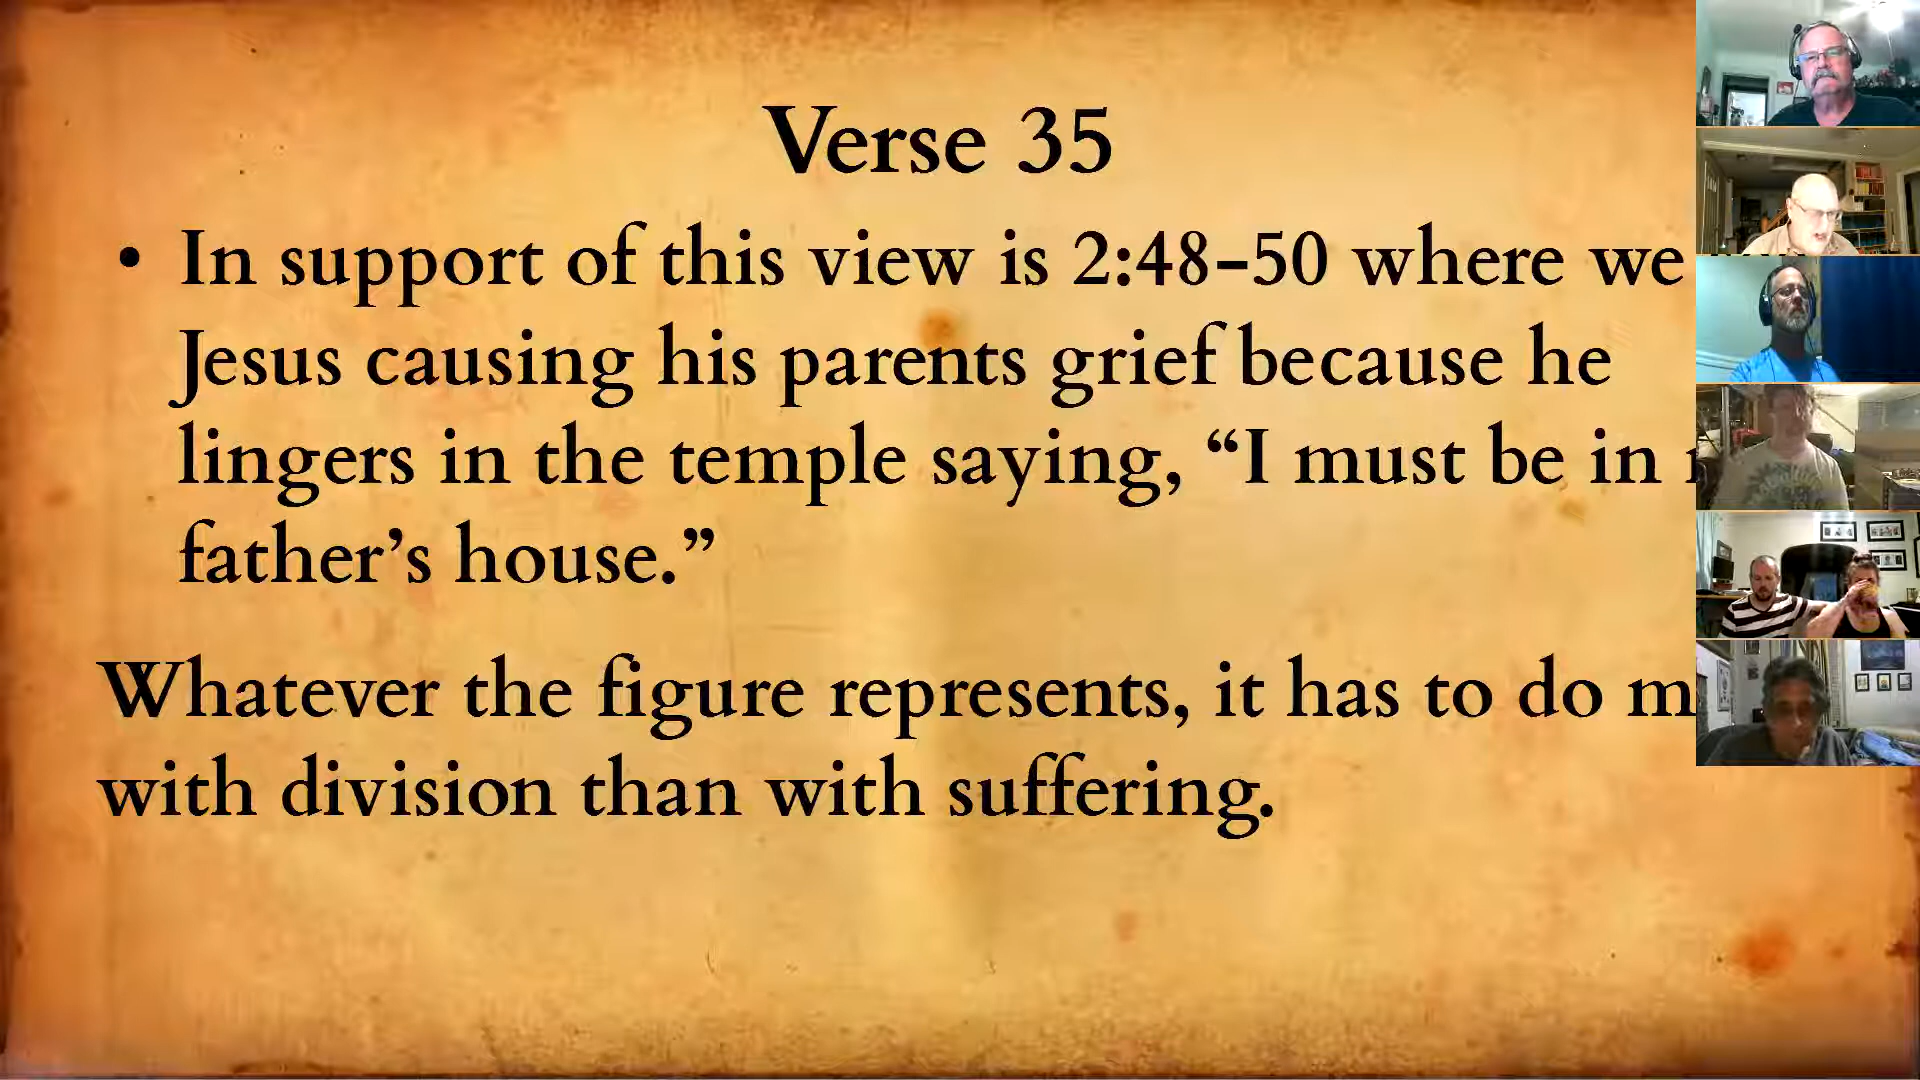 Verse 35
• In support of this view is 2:48–50 where we
Jesus causing his parents grief because he
lingers in the temple saying, “I must be in
father’s house.”
Whatever the figure represents, it has to do
with division than with suffering.